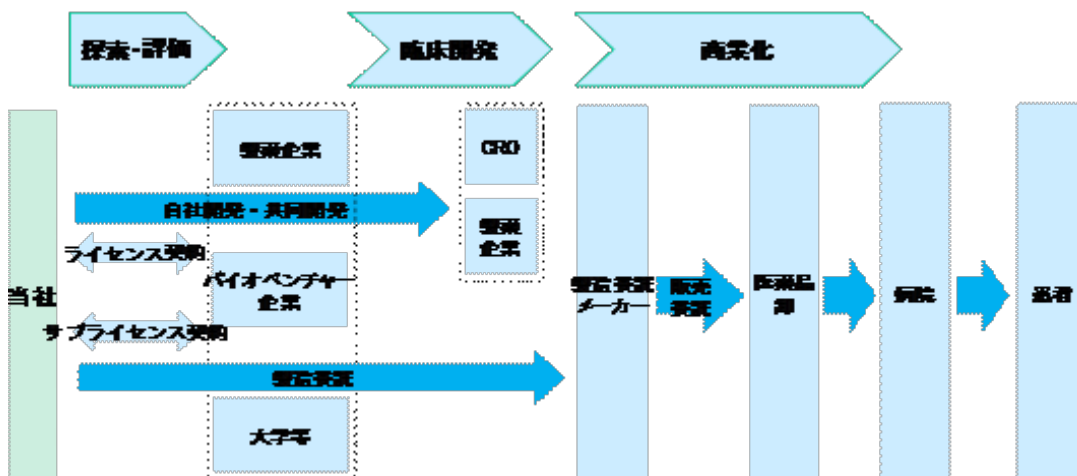 探索・評価
臨床開発
商業化
製薬企業
CRO
自社開発・共同開発
製薬
企業
ライセンス契約
バイオベンチャー
企業
当社
製造委託
メーカー
販売
委託
医薬品
卸
病院
患者
サブライセンス契約
製造委託
大学等